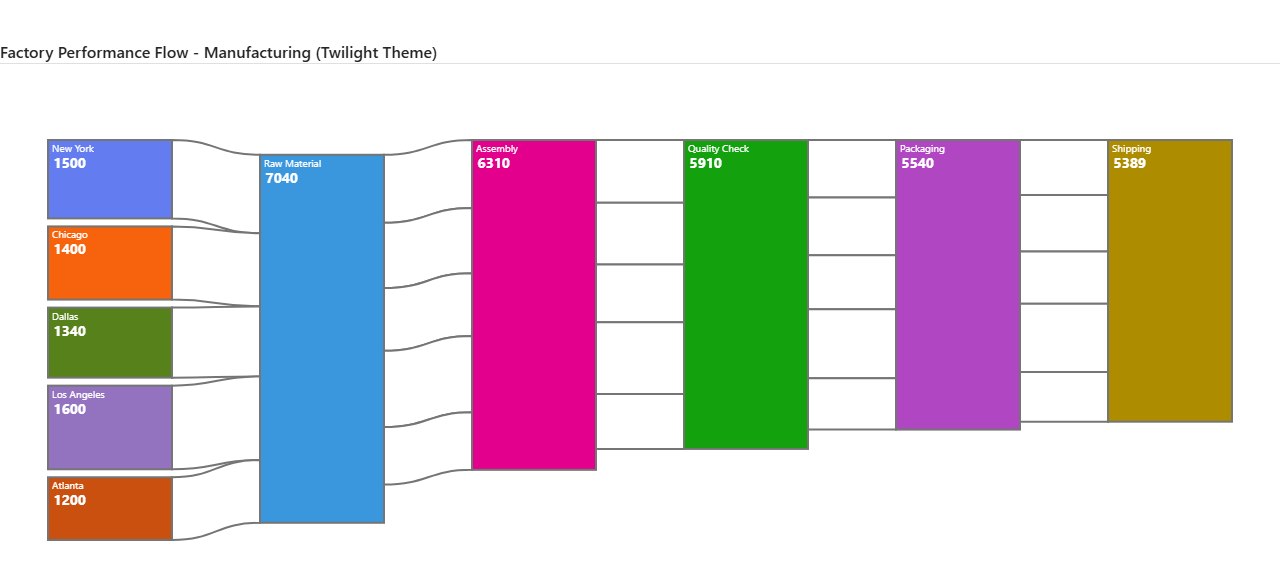 Factory Performance Flow - Manufacturing (Twilight Theme)
New York
1500
Chicago
1400
Dallas
1340
Los Angeles
1600
Atlanta
1200
Raw Material
7040
Assembly
6310
Quality Check
5910
Packaging
5540
Shipping
5389